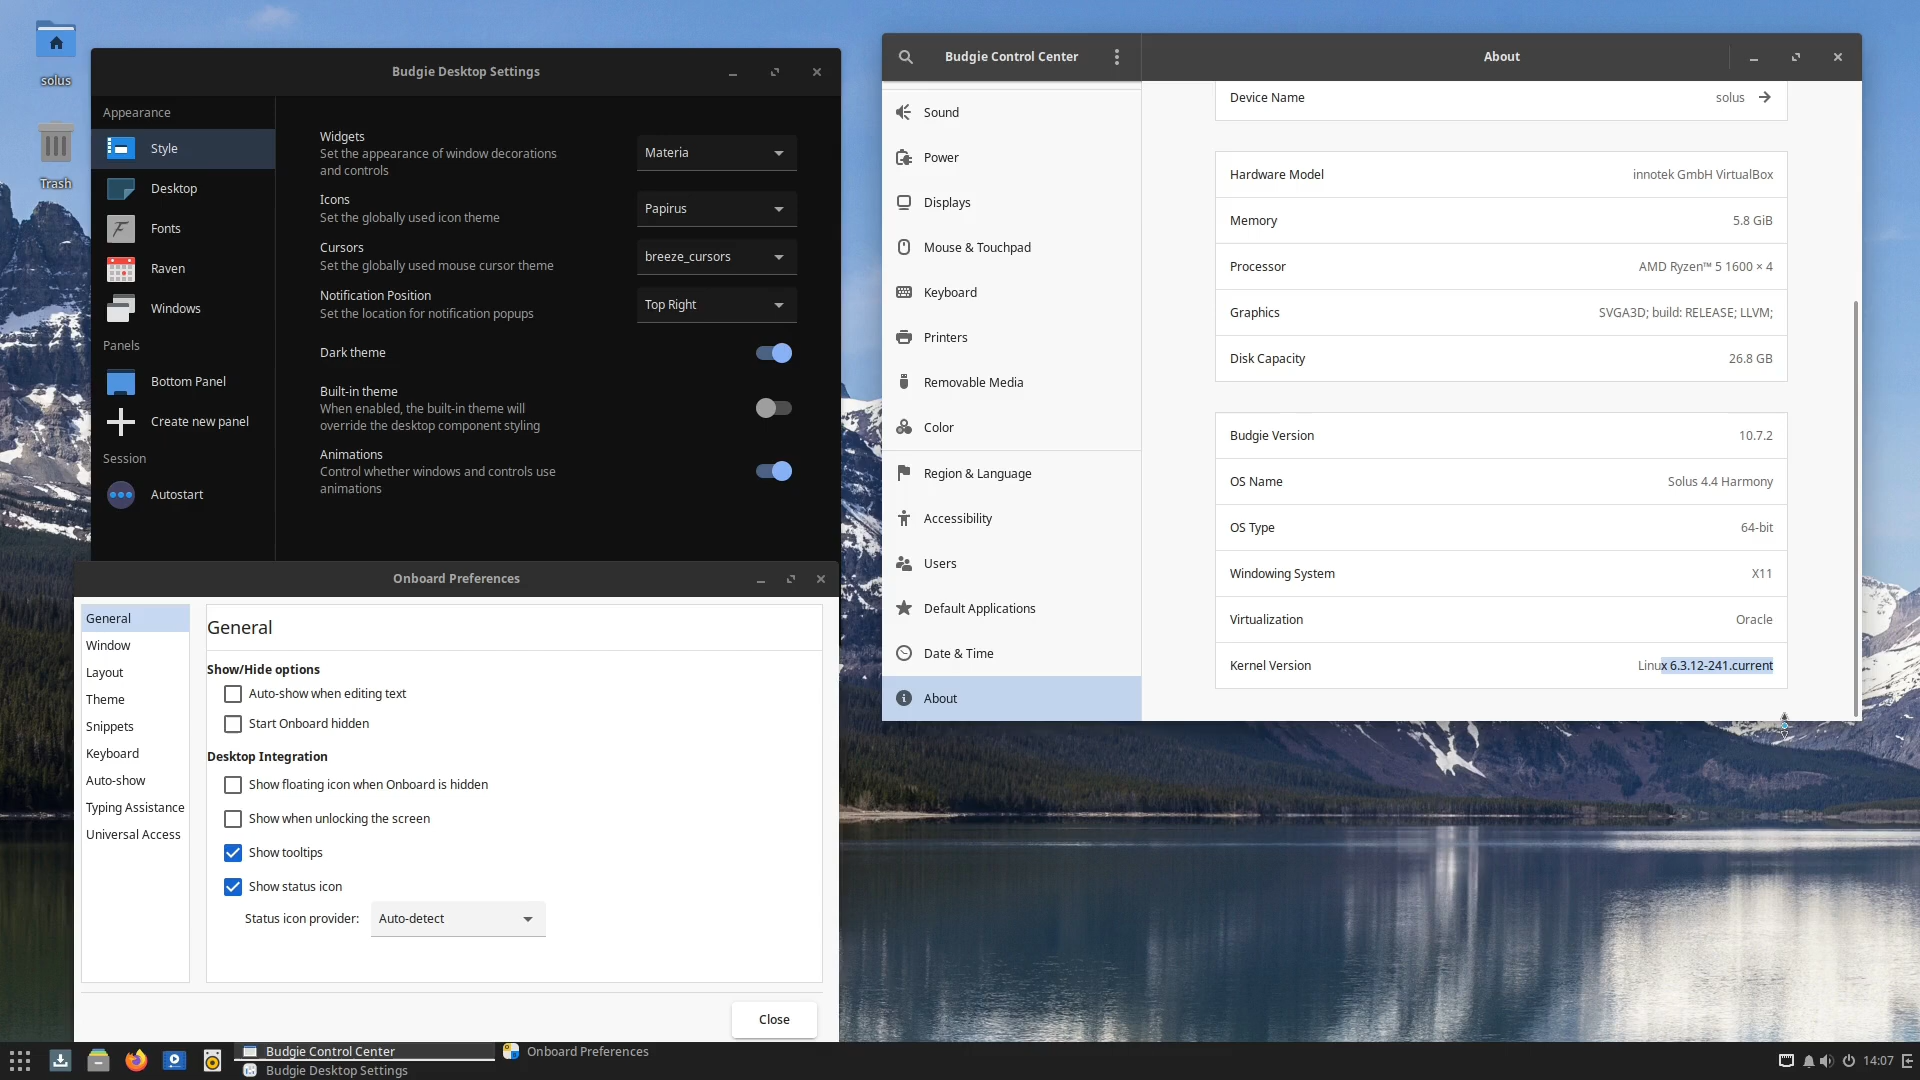 solus
Trash
Budgie Desktop Settings
Appearance
Style
Desktop
Fonts
Raven
Windows
Panels
Bottom Panel
Create new panel
Session
Autostart
Widgets
Set the appearance of window decorations
and controls
Materia
Icons
Set the globally used icon theme
Papirus
Cursors
Set the globally used mouse cursor theme
breeze_cursors
Notification Position
Set the location for notification popups
Top Right
Dark theme
Built-in theme
When enabled, the built-in theme will
override the desktop component styling
Animations
Control whether windows and controls use
animations
Onboard Preferences
General
Window
Layout
Theme
Snippets
Keyboard
Auto-show
Typing Assistance
Universal Access
General
Show/Hide options
Auto-show when editing text
Start Onboard hidden
Desktop Integration
Show floating icon when Onboard is hidden
Show when unlocking the screen
Show tooltips
Show status icon
Status icon provider: Auto-detect
Close
Budgie Control Center
About
Sound
Power
Displays
Mouse & Touchpad
Keyboard
Printers
Removable Media
Color
Region & Language
Accessibility
Users
Default Applications
Date & Time
About
Device Name solus
Hardware Model innotek GmbH VirtualBox
Memory 5.8 GiB
Processor AMD Ryzen™ 5 1600 × 4
Graphics SVGA3D; build: RELEASE; LLVM;
Disk Capacity 26.8 GB
Budgie Version 10.7.2
OS Name Solus 4.4 Harmony
OS Type 64-bit
Windowing System X11
Virtualization Oracle
Kernel Version Linux 6.3.12-241.current
Budgie Control Center
Onboard Preferences
Budgie Desktop Settings
14:07